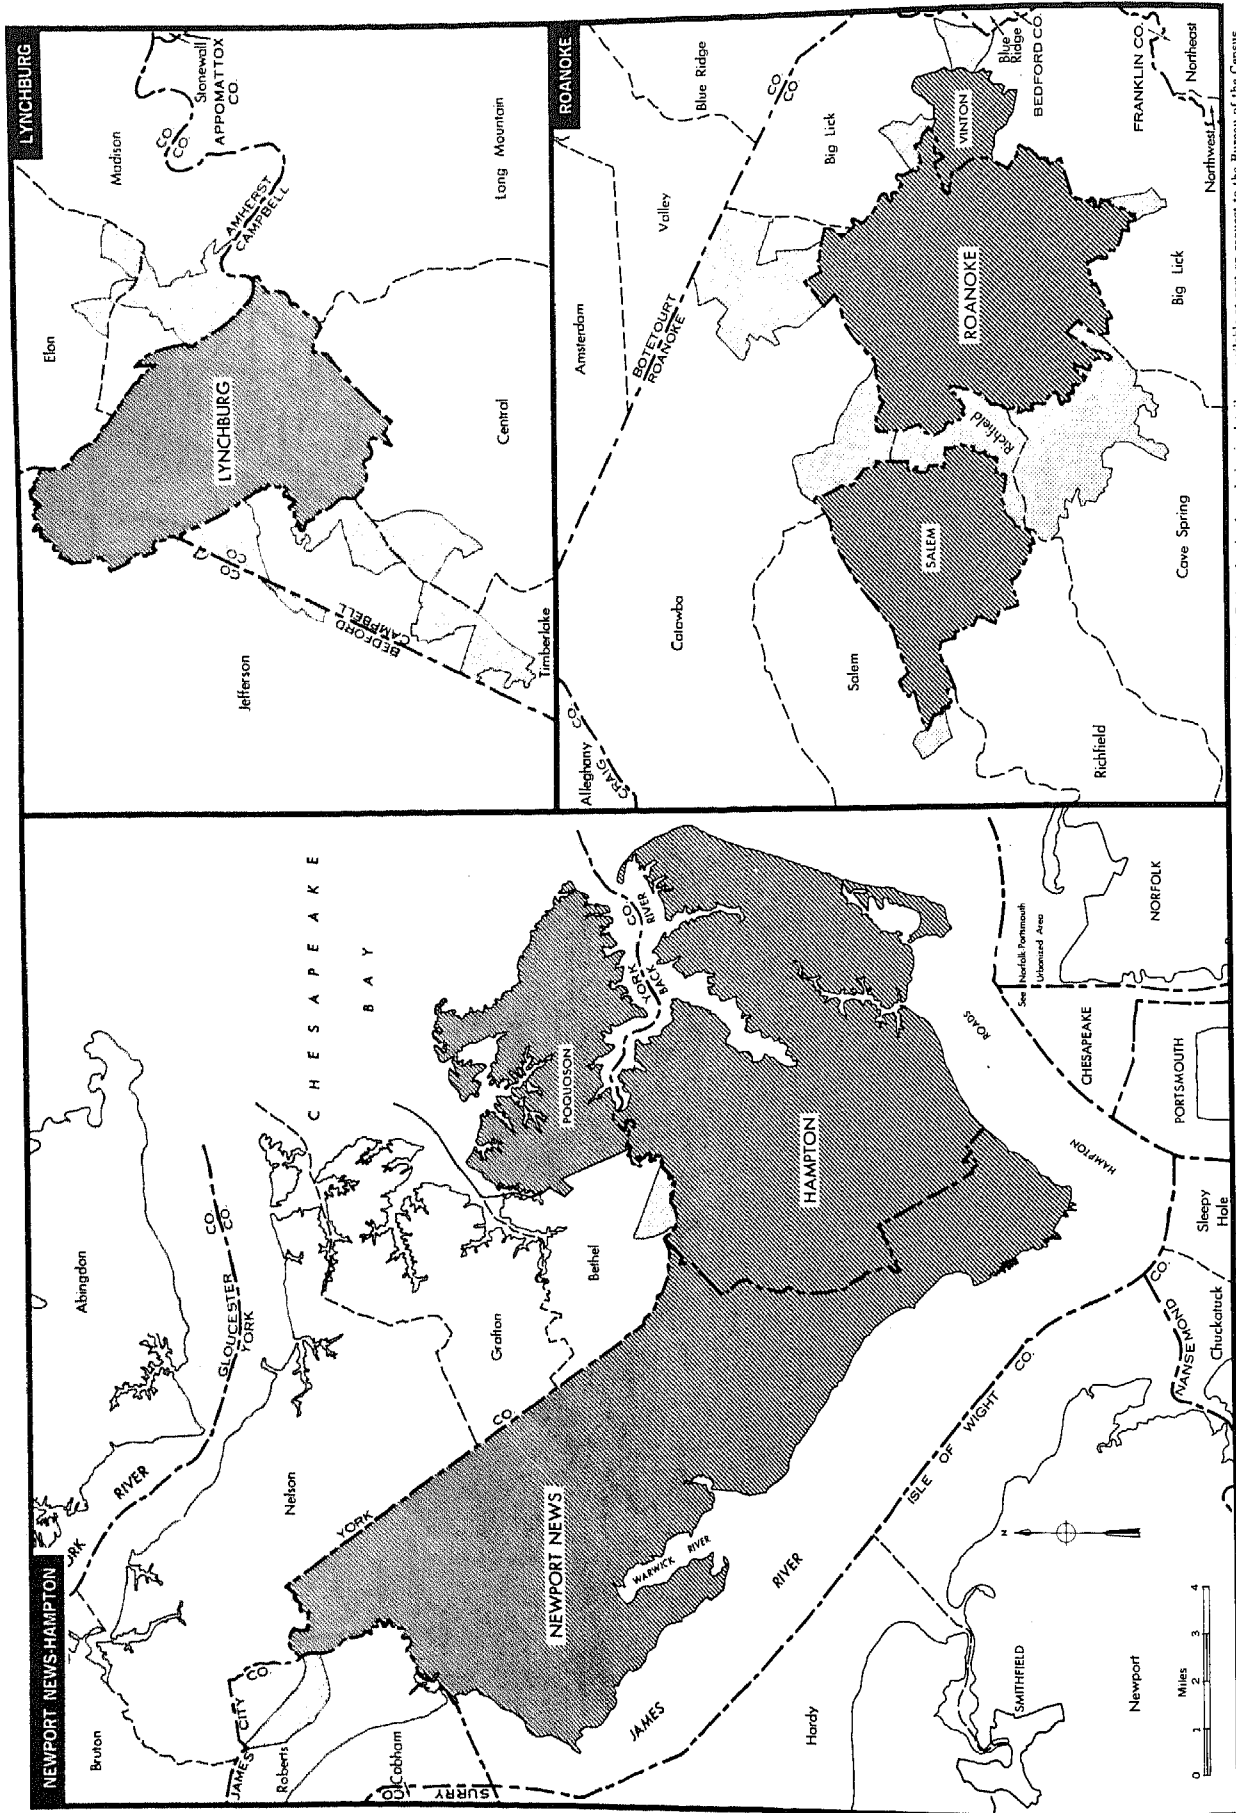 NEWPORT NEWS-HAMPTON
RIVER
Abingdon
GLOUCESTER
YORK
CO.
CO.
CHESAPEAKE
BAY
Bruton
Nelson
JAMES CITY
CO.
Roberts
Cobham
CO.
SURRY
YORK
CO.
Grafton
Bethel
POQUOSON
YORK
CO.
BACK
RIVER
NEWPORT NEWS
WARWICK RIVER
HAMPTON
JAMES
RIVER
Hardy
ISLE OF WIGHT
CO.
HAMPTON
ROADS
See Norfolk-Portsmouth
Urbanized Area
NORFOLK
CHESAPEAKE
PORTSMOUTH
Sleepy
Hole
NANSEMOND
CO.
Chuckatuck
SMITHFIELD
Newport
N
0 1 2 3 4
Miles
LYNCHBURG
Elon
Madison
Stonewall
APPOMATTOX
CO.
CO.
CO.
AMHERST
CAMPBELL
Long Mountain
LYNCHBURG
Central
Jefferson
CO.
CO.
BEDFORD
CAMPBELL
Timberlake
ROANOKE
Alleghany
CRAIG
CO.
Amsterdam
Valley
Blue Ridge
CO.
CO.
BOTETOURT
ROANOKE
Big Lick
Catawba
Salem
SALEM
Richfield
ROANOKE
VINTON
Blue
Ridge
BEDFORD CO.
FRANKLIN CO.
Northeast
Northwest
Big Lick
Cave Spring
Richfield